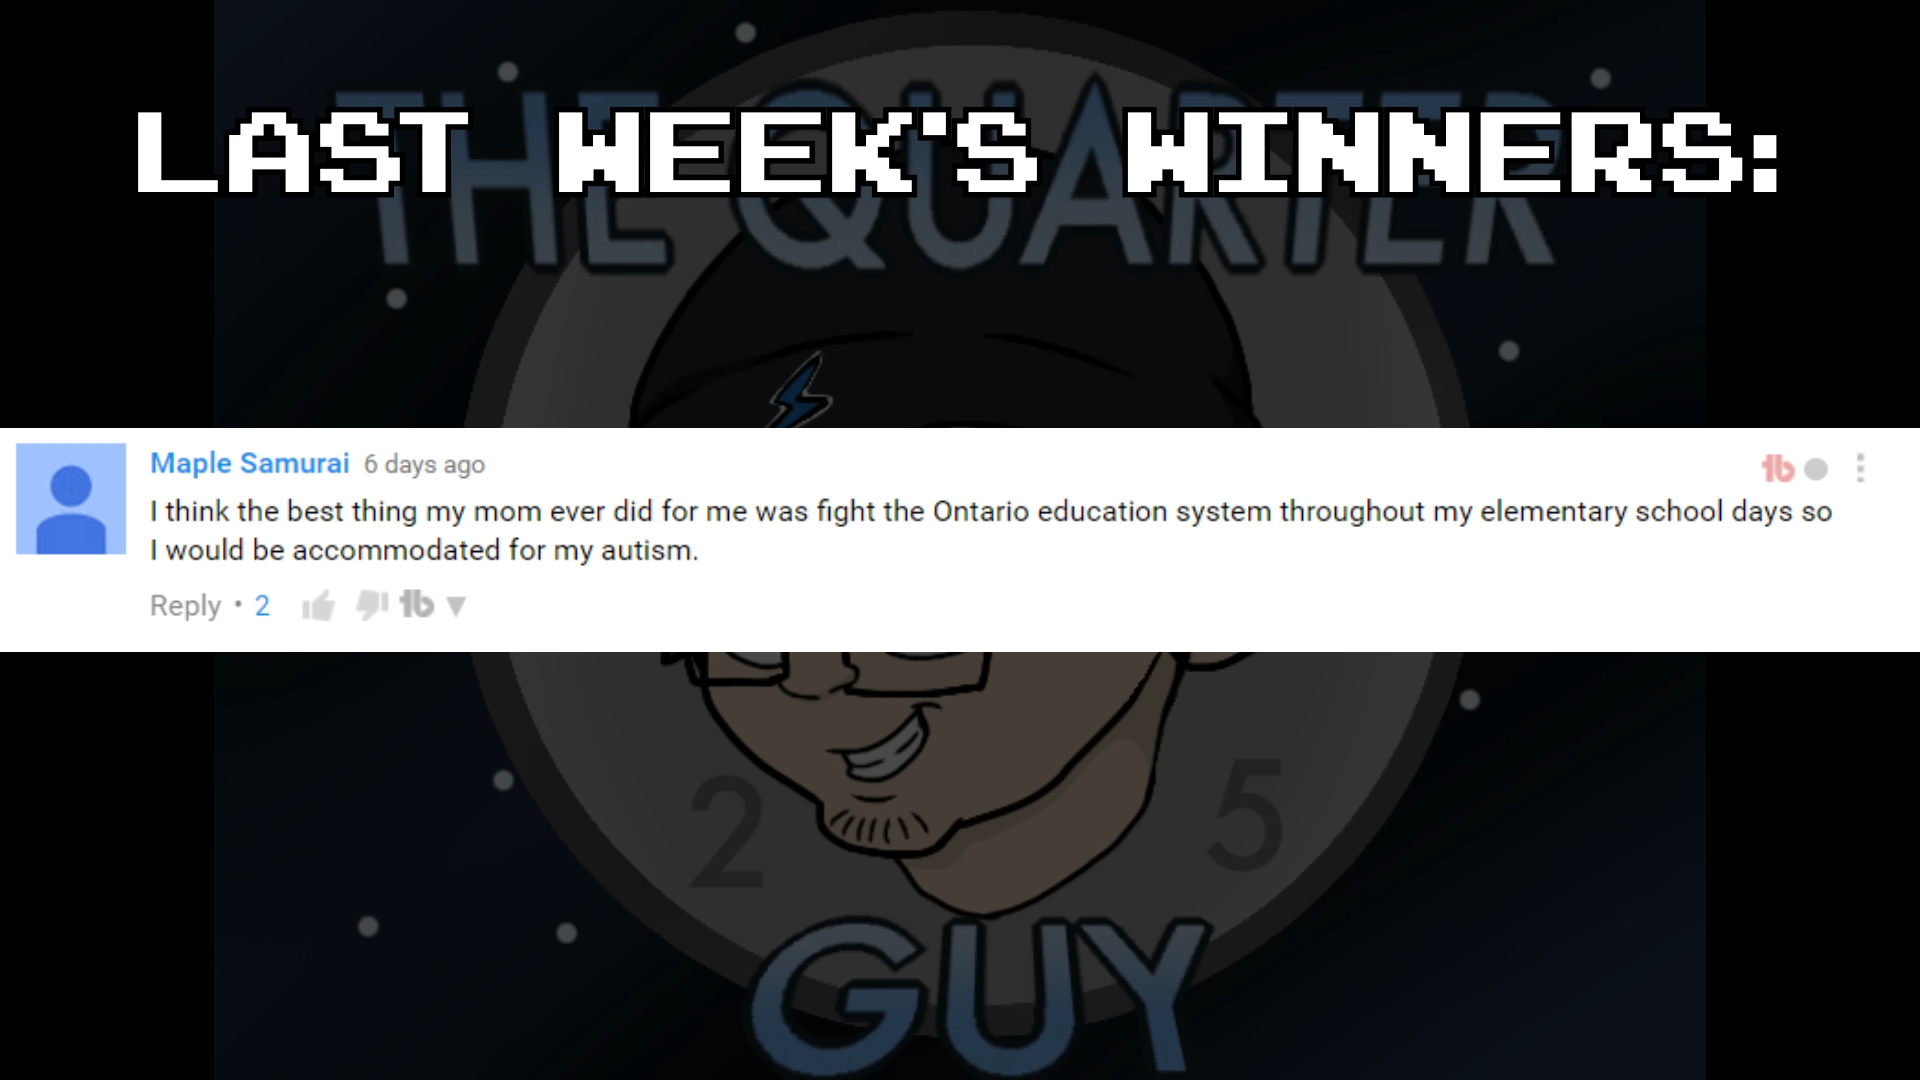 THE QUARTER
LAST WEEK'S WINNERS:
Maple Samurai 6 days ago
I think the best thing my mom ever did for me was fight the Ontario education system throughout my elementary school days so
I would be accommodated for my autism.
Reply • 2
2 5
GUY